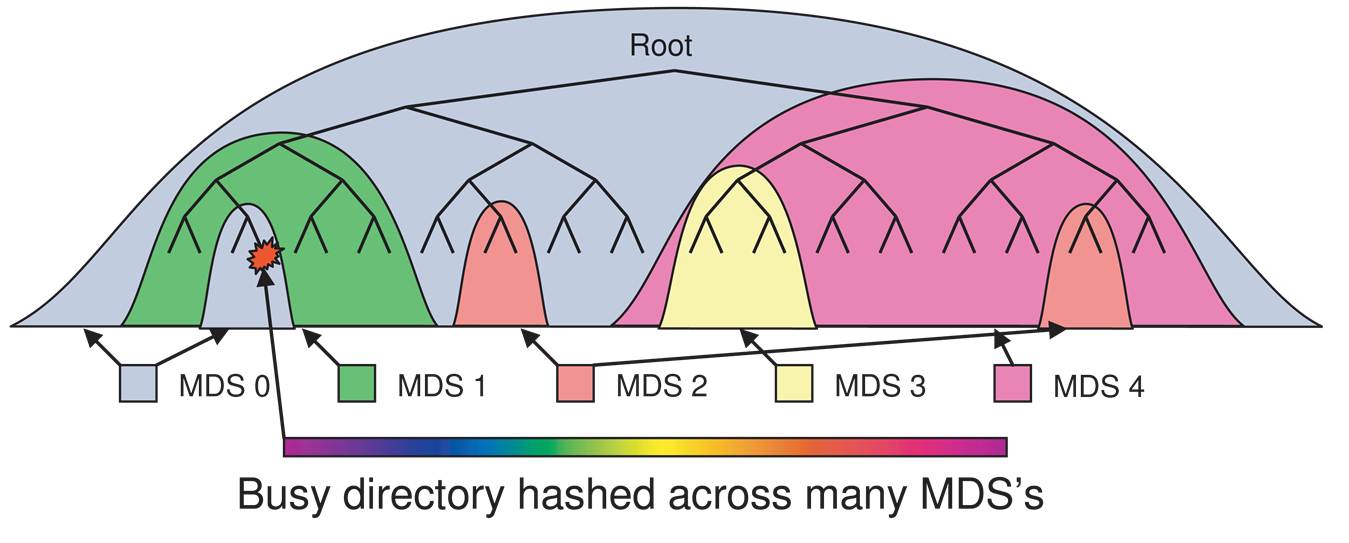 Root
MDS 0 MDS 1 MDS 2 MDS 3 MDS 4
Busy directory hashed across many MDS’s